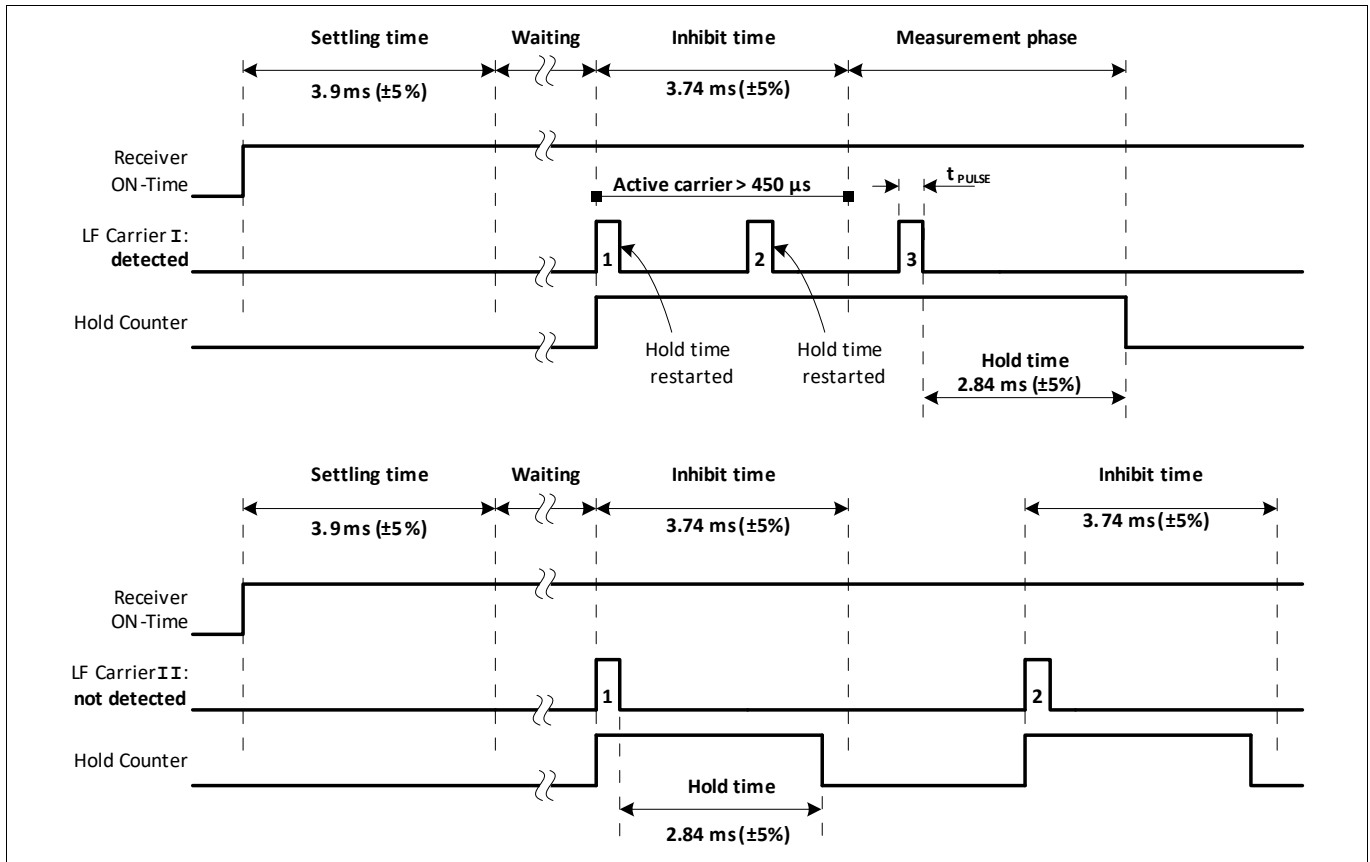 Settling time
Waiting
Inhibit time
Measurement phase
3.9 ms (±5%)
3.74 ms (±5%)
Receiver
ON-Time
Active carrier > 450 µs
t PULSE
LF Carrier I:
detected
1
2
3
Hold Counter
Hold time
restarted
Hold time
restarted
Hold time
2.84 ms (±5%)
Settling time
Waiting
Inhibit time
Inhibit time
3.9 ms (±5%)
3.74 ms (±5%)
3.74 ms (±5%)
Receiver
ON-Time
LF Carrier II:
not detected
1
2
Hold Counter
Hold time
2.84 ms (±5%)